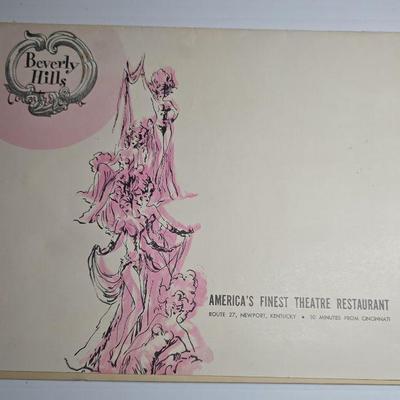 Beverly
Hills
AMERICA'S FINEST THEATRE RESTAURANT
ROUTE 27, NEWPORT, KENTUCKY • 10 MINUTES FROM CINCINNATI